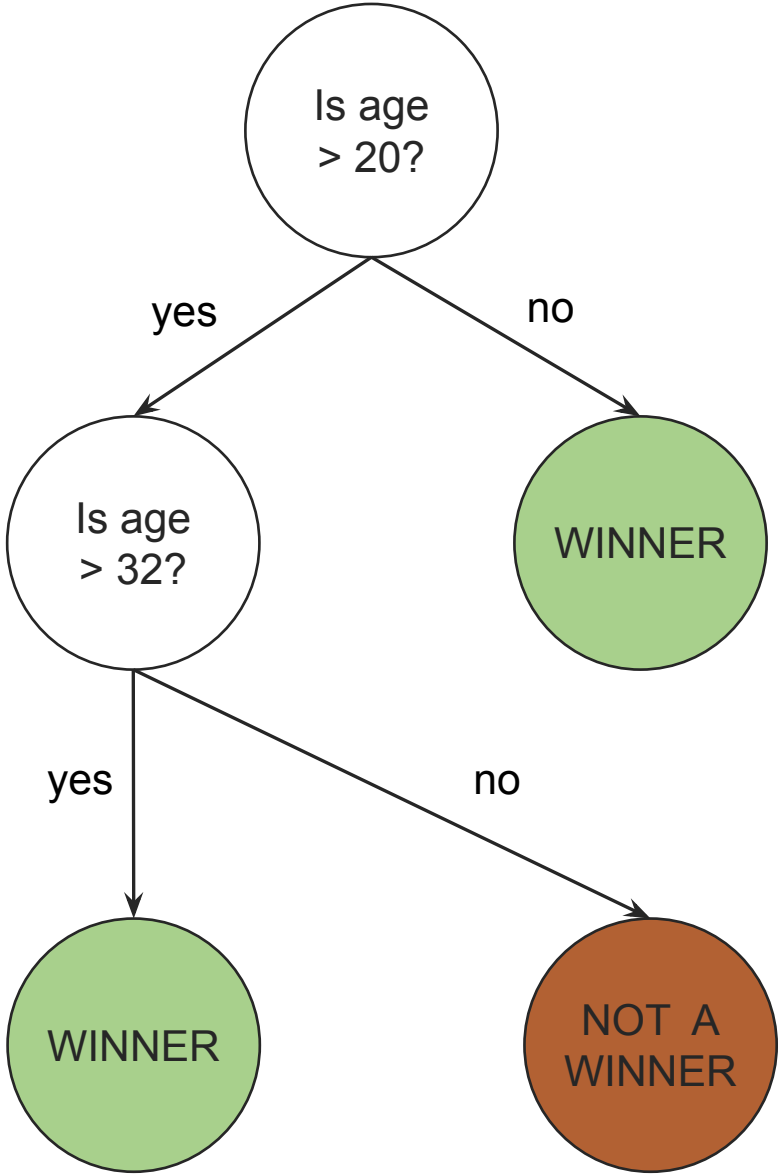 Is age
> 20?
yes
no
Is age
> 32?
WINNER
yes
no
WINNER
NOT A
WINNER